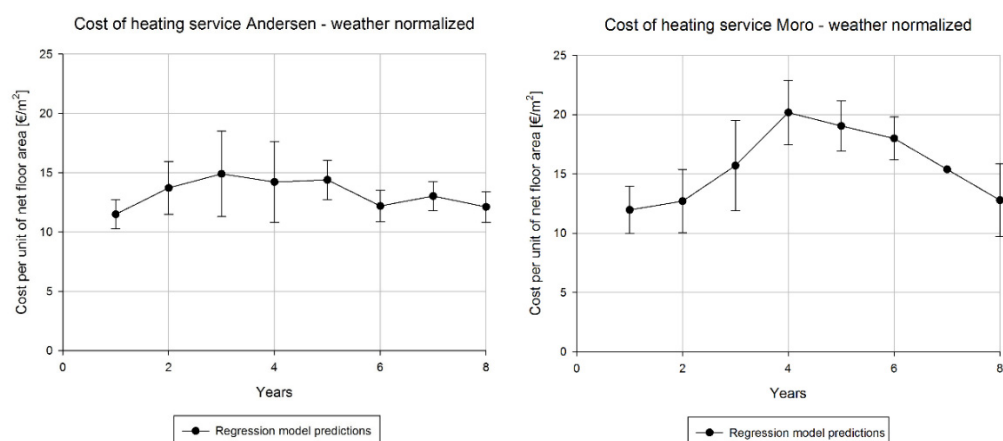 Cost of heating service Andersen - weather normalized
25
20
15
10
5
0
0 2 4 6 8
Cost per unit of net floor area [€/m²]
Years
Regression model predictions
Cost of heating service Moro - weather normalized
25
20
15
10
5
0
0 2 4 6 8
Cost per unit of net floor area [€/m²]
Years
Regression model predictions